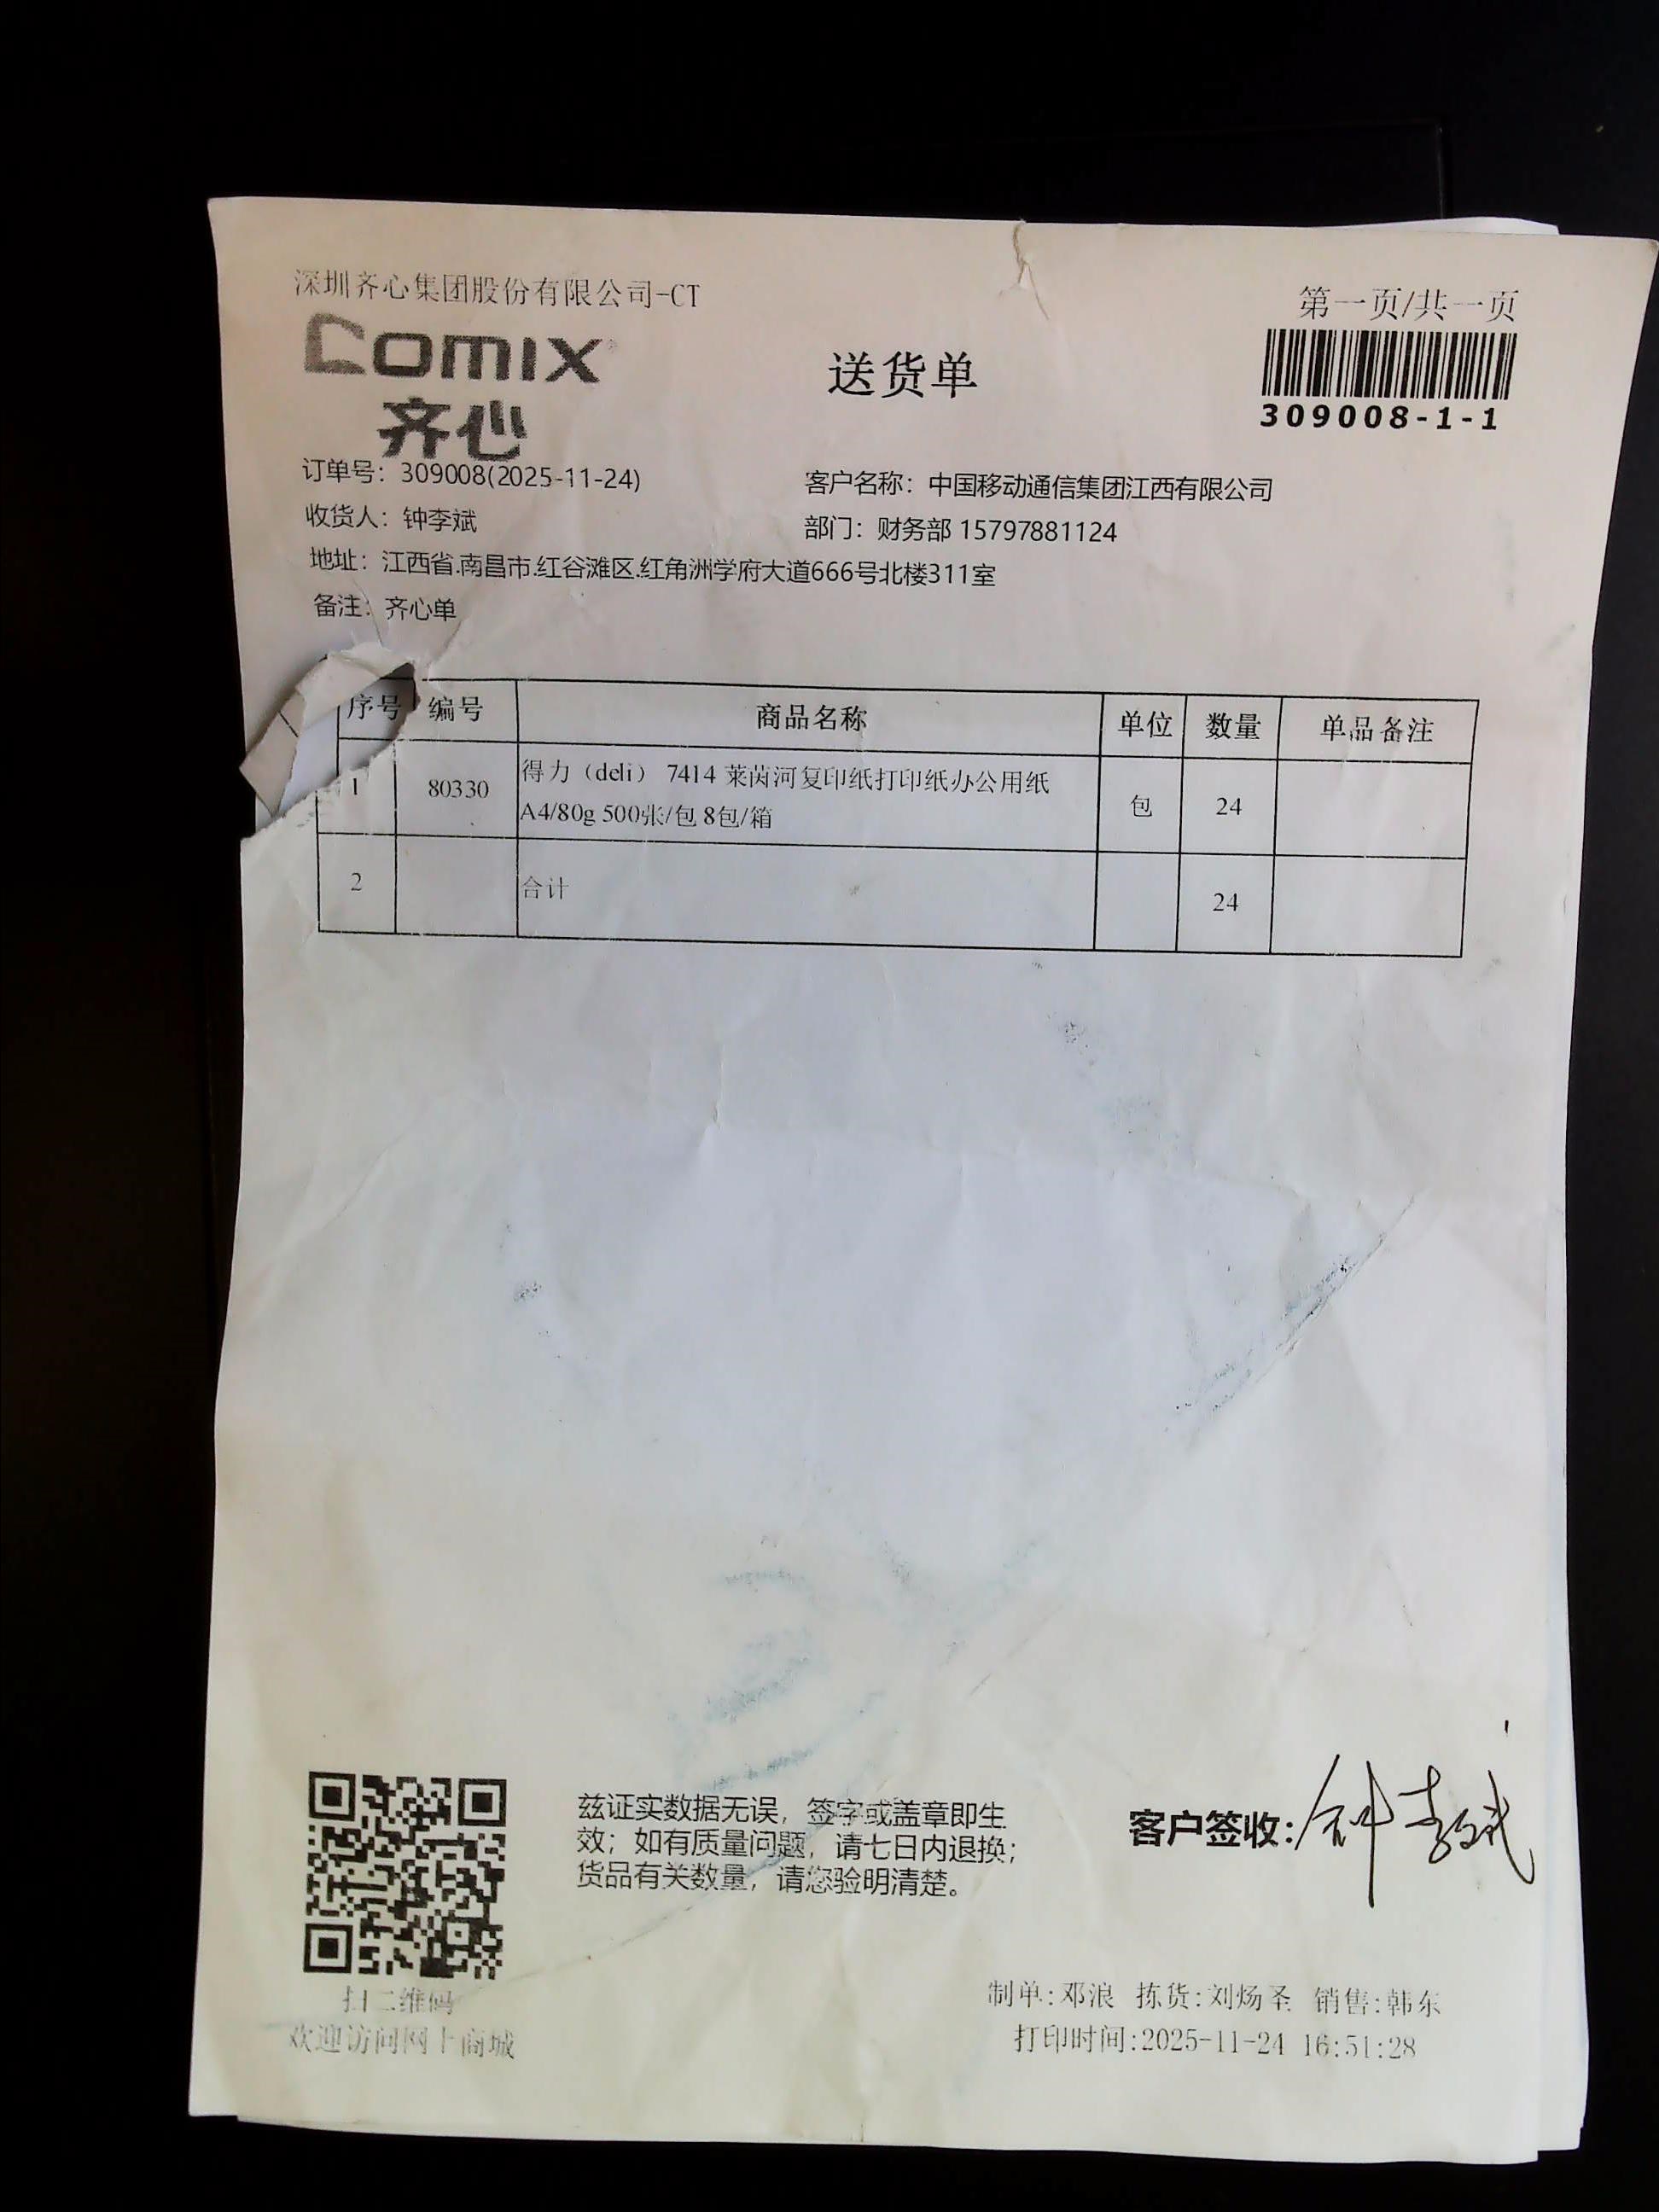 深圳齐心集团股份有限公司-CT
第一页/共一页
comix
齐心
送货单
309008-1-1
订单号：309008(2025-11-24)
客户名称：中国移动通信集团江西有限公司
收货人：钟李斌
部门：财务部 15797881124
地址：江西省.南昌市.红谷滩区.红角洲学府大道666号北楼311室
备注：齐心单
序号 编号 商品名称 单位 数量 单品备注
1 80330 得力（deli） 7414 莱茵河复印纸打印纸办公用纸
A4/80g 500张/包 8包/箱 包 24
2 合计 24
兹证实数据无误，签字或盖章即生
效；如有质量问题，请七日内退换；
货品有关数量，请您验明清楚。
客户签收：钟李斌
扫二维码
欢迎访问网上商城
制单:邓浪 拣货:刘炀圣 销售:韩东
打印时间:2025-11-24 16:51:28